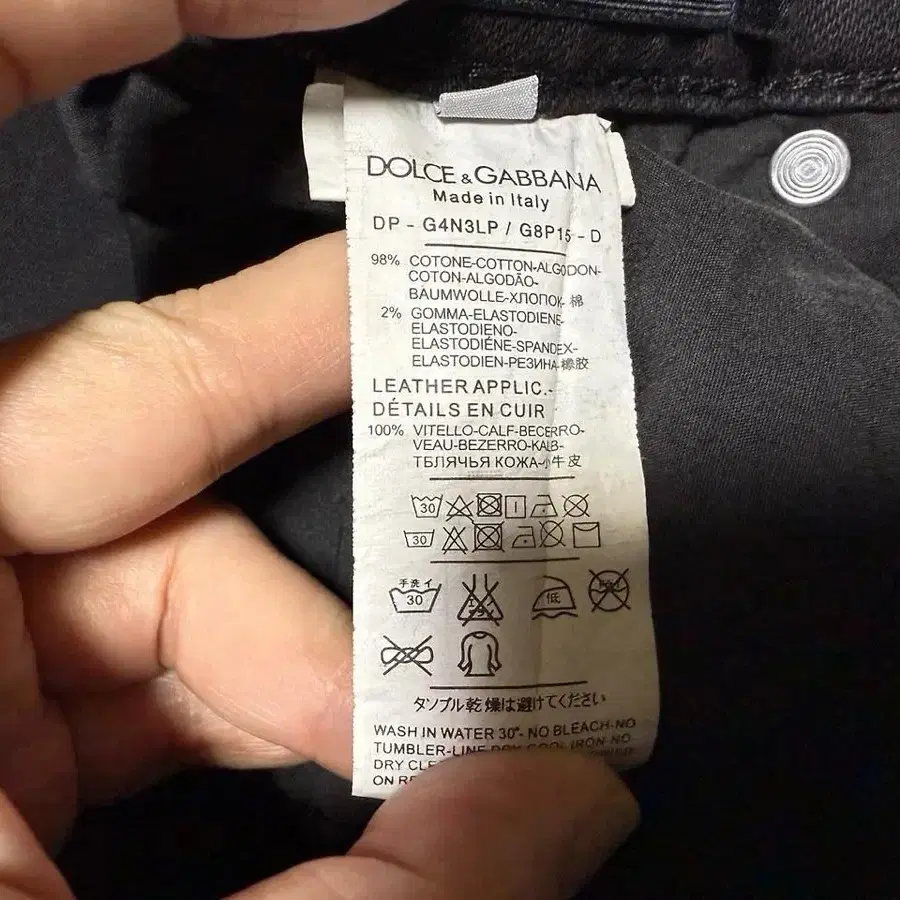 DOLCE & GABBANA
Made in Italy
DP - G4N3LP / G8P15 - D
98% COTONE-COTTON-ALGODON-
COTON-ALGODÃO-
BAUMWOLLE-ХЛОПОК-棉
2% GOMMA-ELASTODIENE-
ELASTODIENO-
ELASTODIÉNE-SPANDEX-
ELASTODIEN-РЕЗИНА-橡胶
LEATHER APPLIC.-
DÉTAILS EN CUIR
100% VITELLO-CALF-BECERRO-
VEAU-BEZERRO-KALB-
ТБЛЯЧЬЯ КОЖА-小牛皮
30
30
手洗イ
30 低
タンブル乾燥は避けてください
WASH IN WATER 30°- NO BLEACH-NO
TUMBLER-LINE DRY COOL IRON-NO
DRY
ON